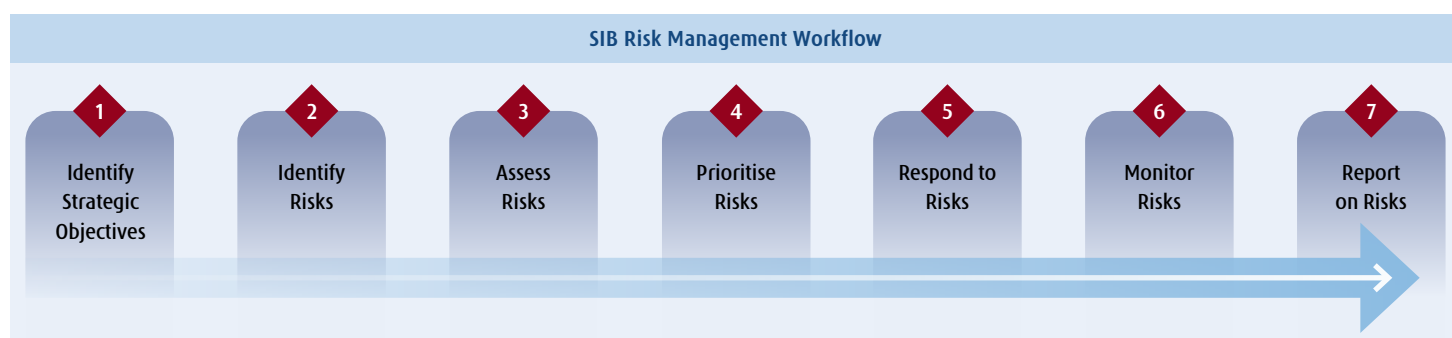 SIB Risk Management Workflow
1
Identify
Strategic
Objectives
2
Identify
Risks
3
Assess
Risks
4
Prioritise
Risks
5
Respond to
Risks
6
Monitor
Risks
7
Report
on Risks